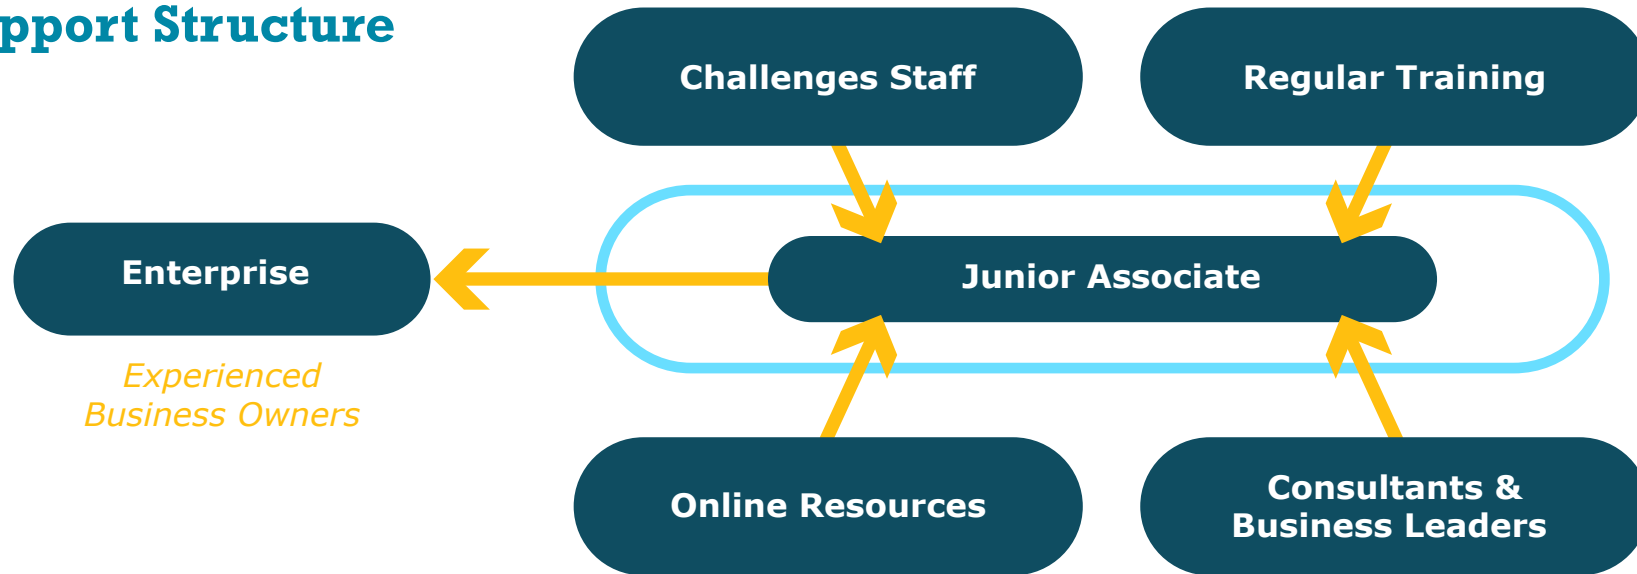 pport Structure
Challenges Staff
Regular Training
Enterprise
Junior Associate
Experienced
Business Owners
Online Resources
Consultants &
Business Leaders